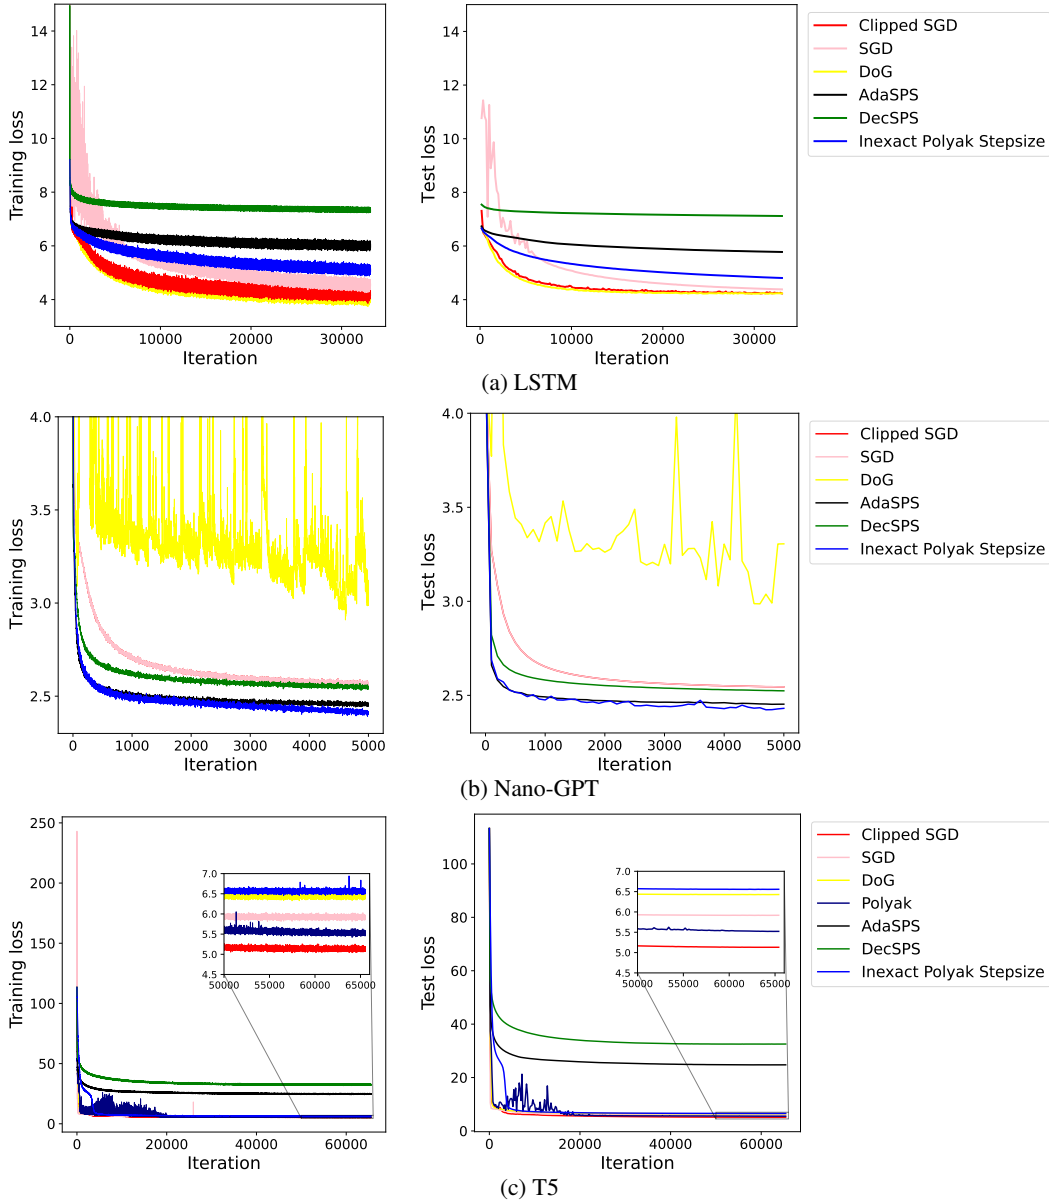 14
12
10
8
6
4
Training loss
0 10000 20000 30000
Iteration
14
12
10
8
6
4
Test loss
0 10000 20000 30000
Iteration
Clipped SGD
SGD
DoG
AdaSPS
DecSPS
Inexact Polyak Stepsize
(a) LSTM
4.0
3.5
3.0
2.5
Training loss
0 1000 2000 3000 4000 5000
Iteration
4.0
3.5
3.0
2.5
Test loss
0 1000 2000 3000 4000 5000
Iteration
Clipped SGD
SGD
DoG
AdaSPS
DecSPS
Inexact Polyak Stepsize
(b) Nano-GPT
250
200
150
100
50
0
Training loss
7.0
6.5
6.0
5.5
5.0
4.5
50000 55000 60000 65000
0 20000 40000 60000
Iteration
100
80
60
40
20
0
Test loss
7.0
6.5
6.0
5.5
5.0
4.5
50000 55000 60000 65000
0 20000 40000 60000
Iteration
Clipped SGD
SGD
DoG
Polyak
AdaSPS
DecSPS
Inexact Polyak Stepsize
(c) T5